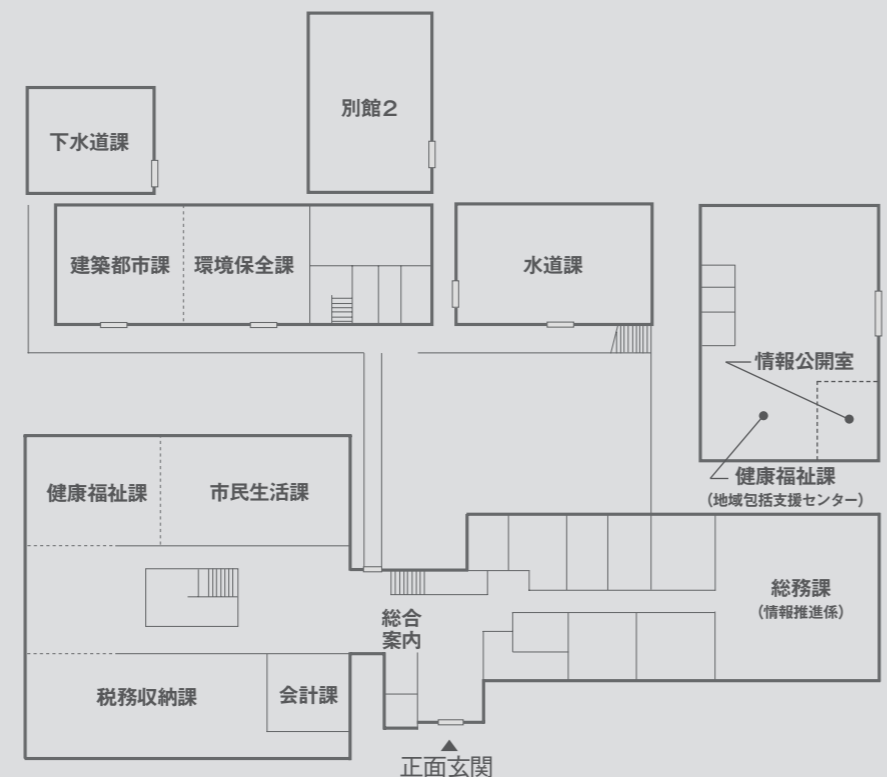 別館2
下水道課
建築都市課
環境保全課
水道課
情報公開室
健康福祉課
（地域包括支援センター）
健康福祉課
市民生活課
総務課
（情報推進係）
総合
案内
税務収納課
会計課
正面玄関